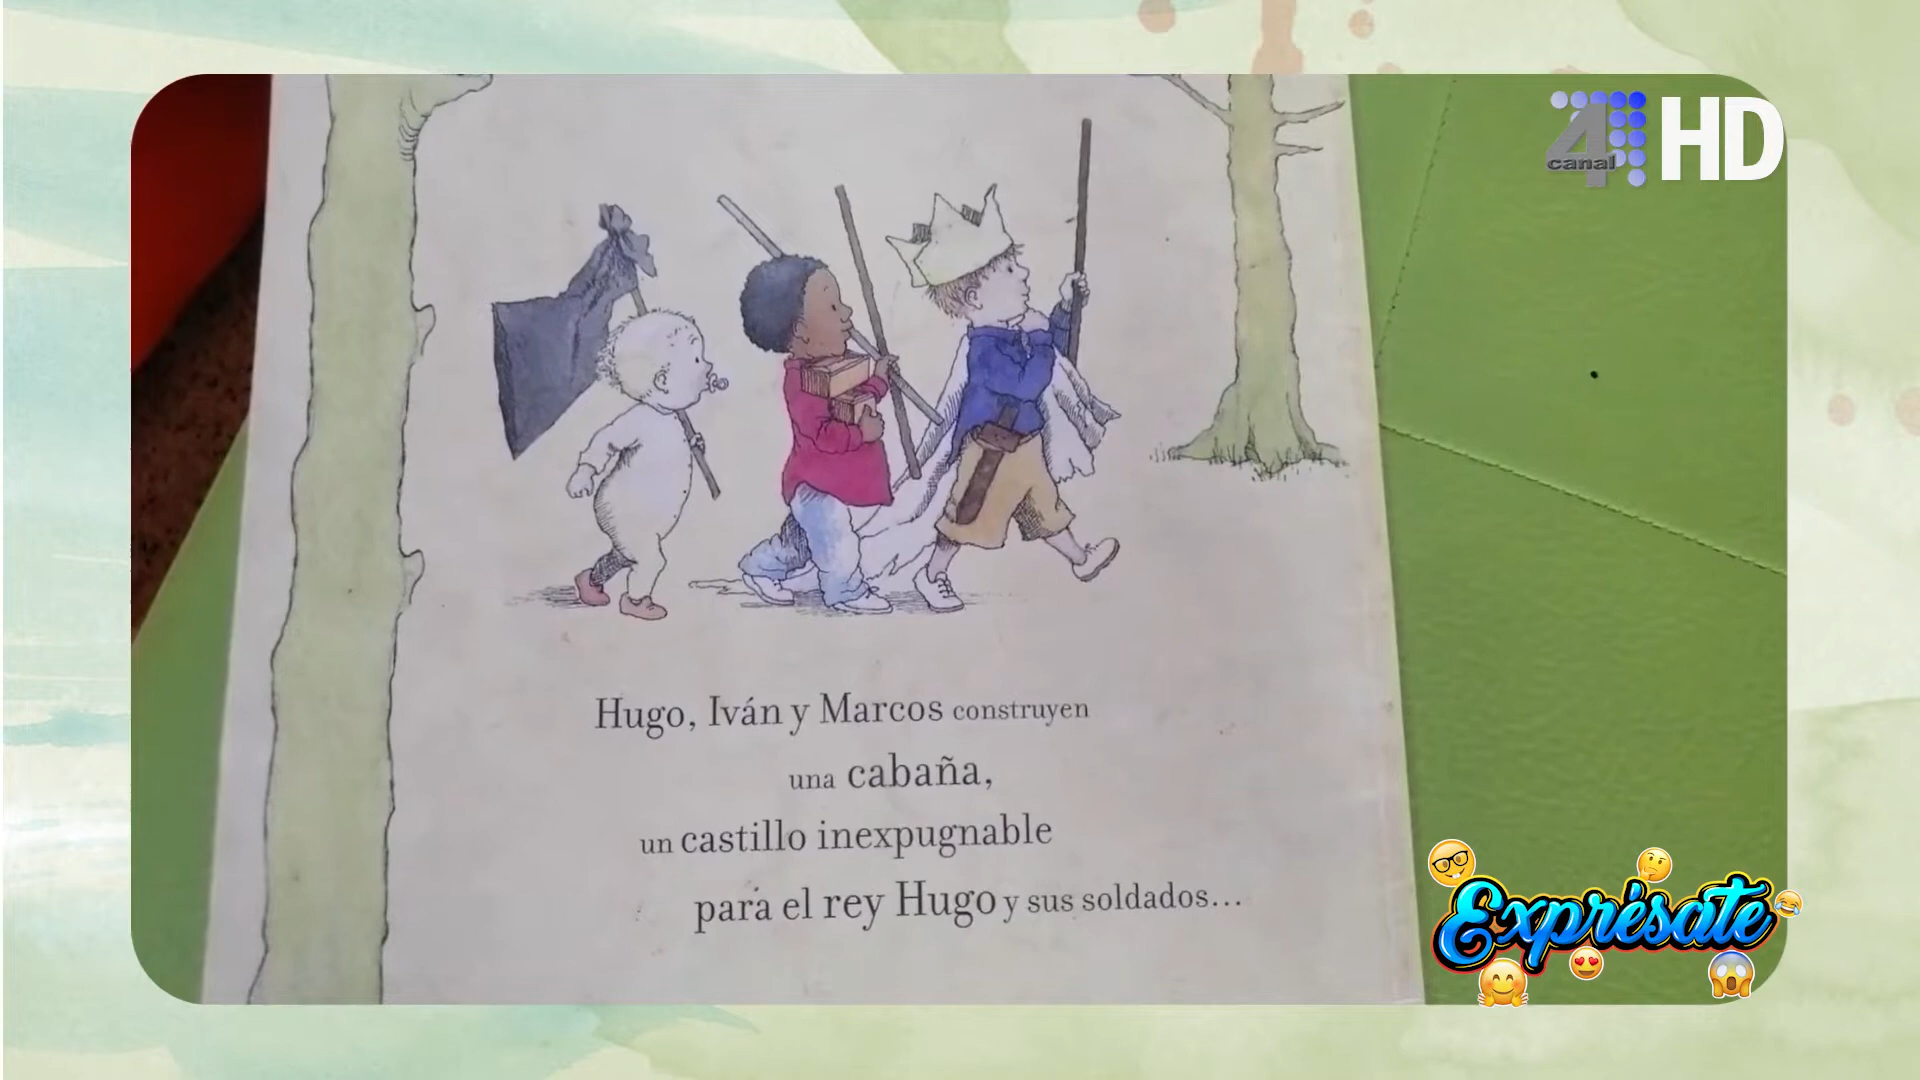 4 canal HD
Hugo, Iván y Marcos construyen
una cabaña,
un castillo inexpugnable
para el rey Hugo y sus soldados...
Exprésate